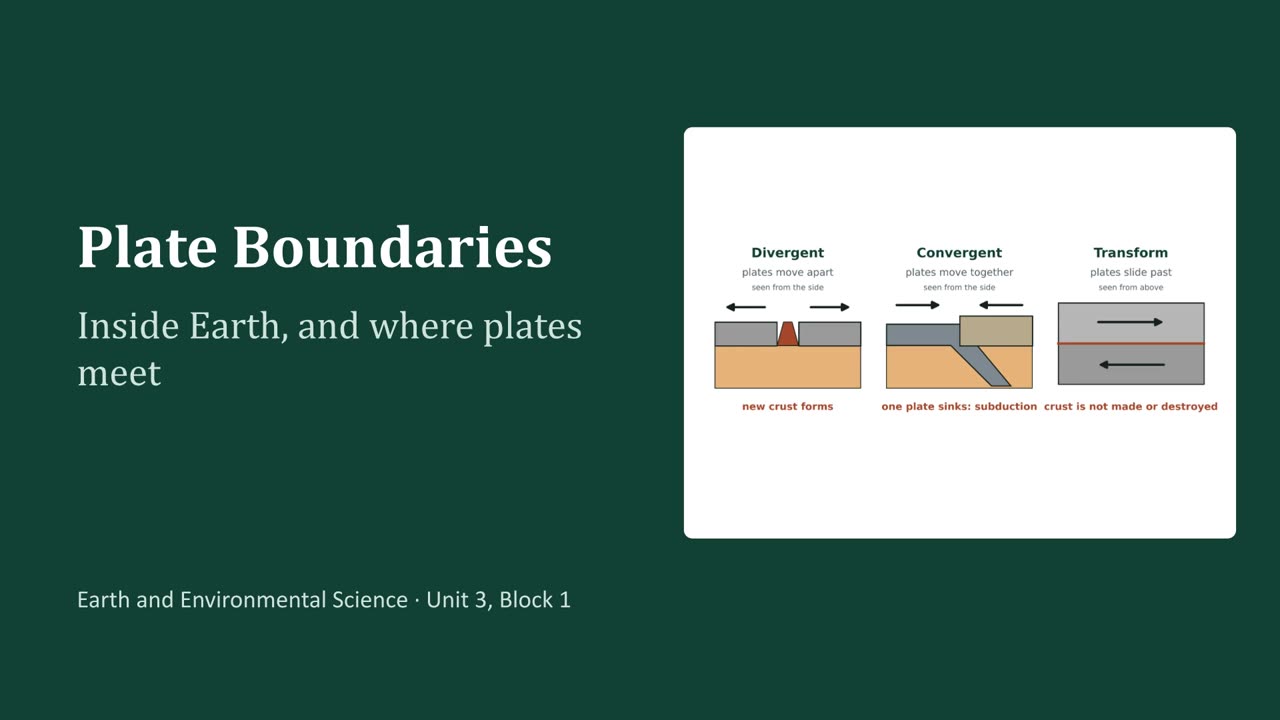 Plate Boundaries
Inside Earth, and where plates
meet
Earth and Environmental Science · Unit 3, Block 1
Divergent
plates move apart
seen from the side
new crust forms
Convergent
plates move together
seen from the side
one plate sinks: subduction
Transform
plates slide past
seen from above
crust is not made or destroyed